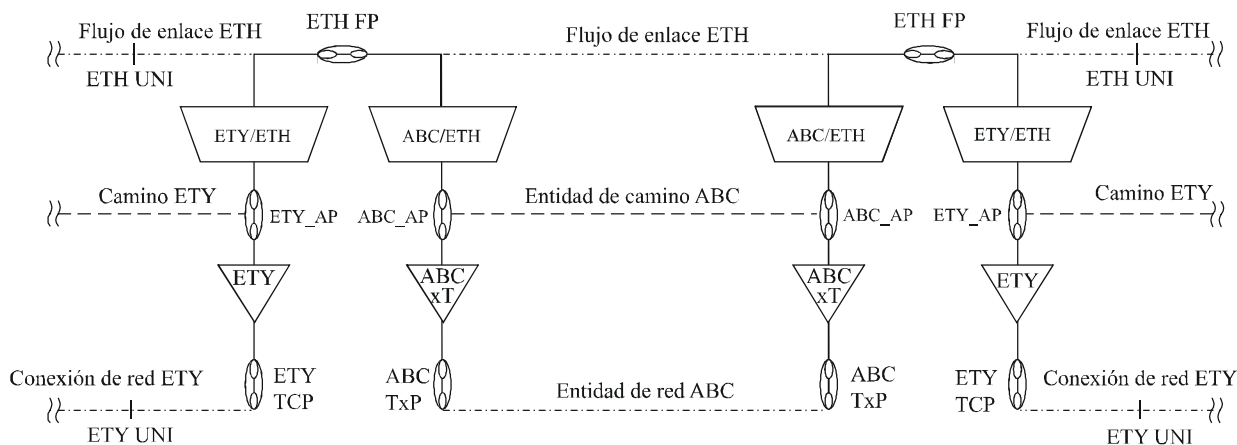 ETH FP
ETH FP
Flujo de enlace ETH
Flujo de enlace ETH
Flujo de enlace ETH
ETH UNI
ETH UNI
ETY/ETH
ABC/ETH
ABC/ETH
ETY/ETH
Camino ETY
Entidad de camino ABC
Camino ETY
ETY_AP
ABC_AP
ABC_AP
ETY_AP
ETY
ABC
xT
ABC
xT
ETY
Conexión de red ETY
ETY
TCP
ABC
TxP
Entidad de red ABC
ABC
TxP
ETY
TCP
Conexión de red ETY
ETY UNI
ETY UNI